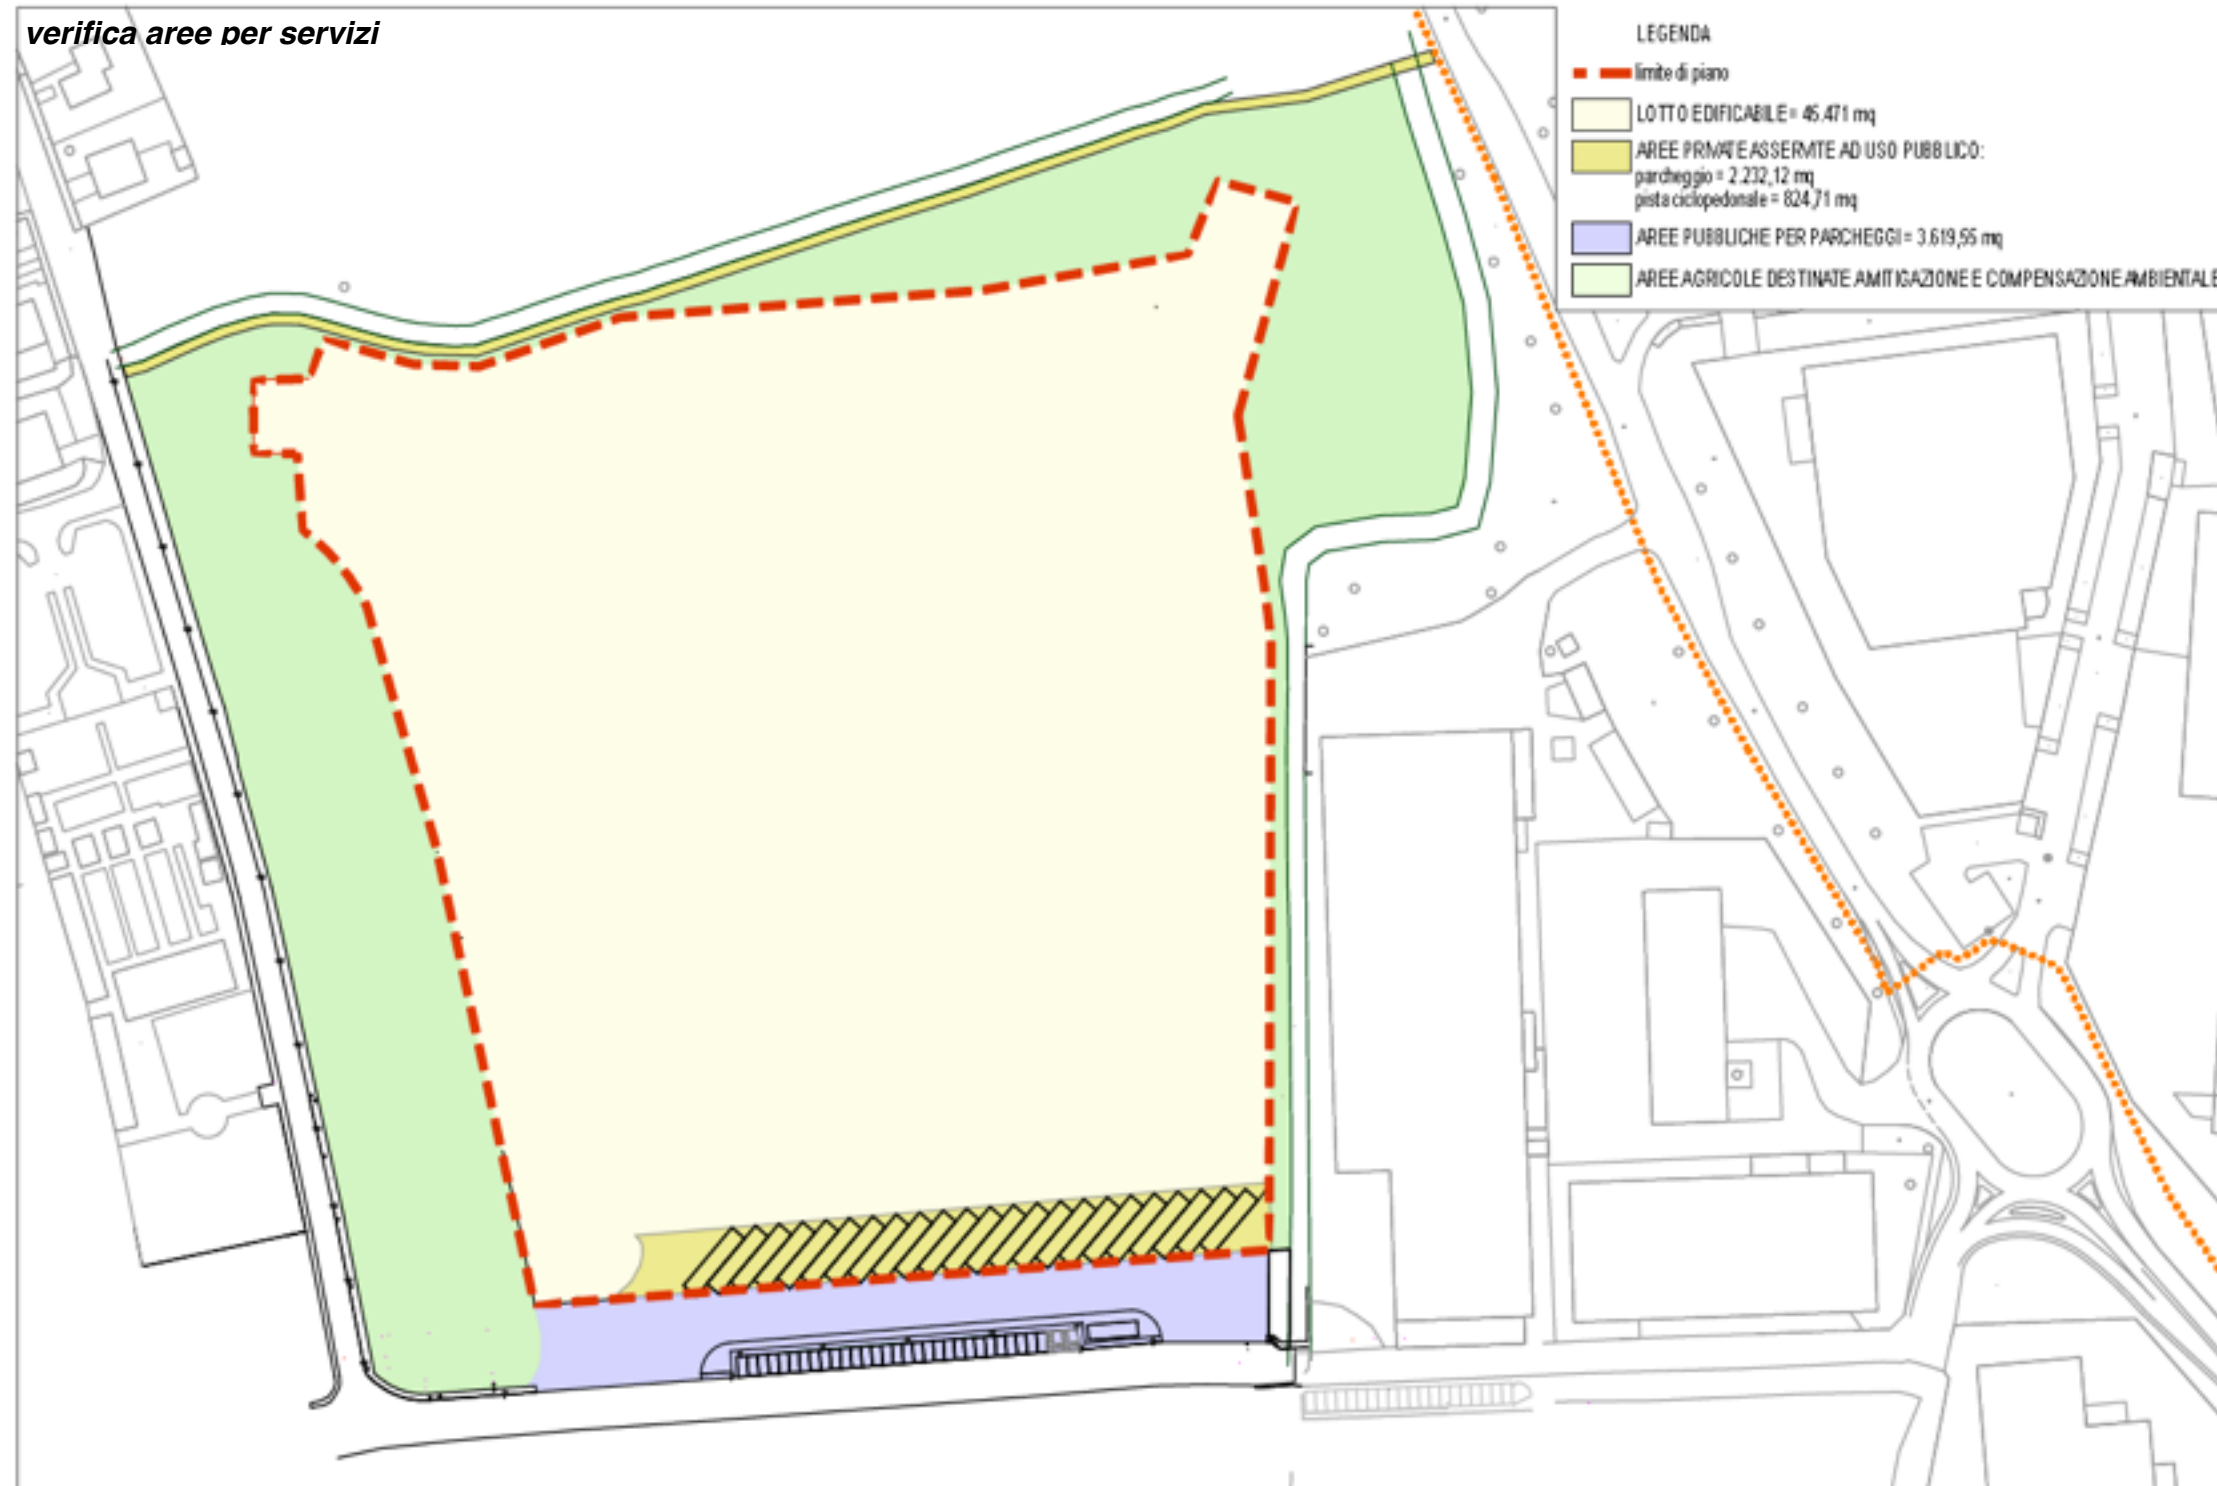 verifica aree per servizi
LEGENDA
limite di piano
LOTTO EDIFICABILE = 45.471 mq
AREE PRIVATE ASSERVITE AD USO PUBBLICO:
parcheggio = 2.232,12 mq
pista ciclopedonale = 824,71 mq
AREE PUBBLICHE PER PARCHEGGI = 3.619,55 mq
AREE AGRICOLE DESTINATE A MITIGAZIONE E COMPENSAZIONE AMBIENTALE